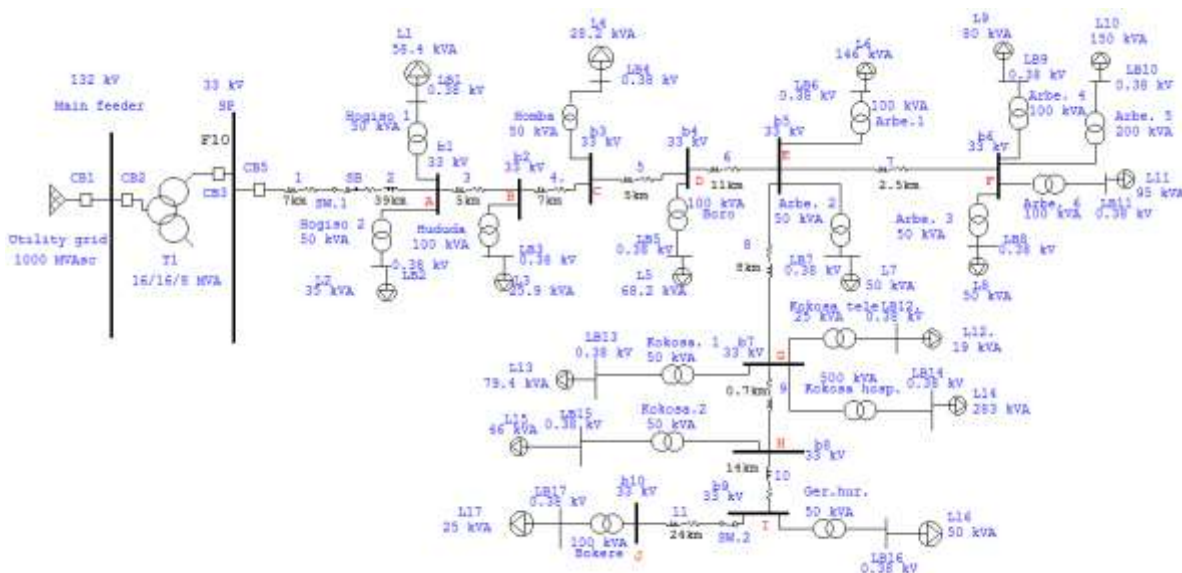 132 kV
Main feeder
CB1
CB2
Utility grid
1000 MVAsc
T1
16/16/8 MVA
33 kV
SP
F10
CB3
CB5
1
7km
SB
SW.1
2
39km
L1
56.4 kVA
LB1
0.38 kV
Hogiso 1
50 kVA
b1
33 kV
A
Hogiso 2
50 kVA
0.38 kV
LB2
L2
35 kVA
3
5km
b2
33 kV
B
Hududa
100 kVA
LB3
0.38 kV
L3
25.9 kVA
4.
7km
L4
28.2 kVA
LB4
0.38 kV
Homba
50 kVA
b3
33 kV
C
5
5km
b4
33 kV
D
100 kVA
Boro
LB5
0.38 kV
L5
68.2 kVA
6
11km
b5
33 kV
E
L6
146 kVA
LB6
0.38 kV
100 kVA
Arbe.1
Arbe. 2
50 kVA
LB7
0.38 kV
L7
50 kVA
7
2.5km
b6
33 kV
F
L9
80 kVA
LB9
0.38 kV
Arbe. 4
100 kVA
L10
150 kVA
LB10
0.38 kV
Arbe. 5
200 kVA
L11
95 kVA
LB11
0.38 kV
Arbe. 6
100 kVA
Arbe. 3
50 kVA
LB8
0.38 kV
L8
50 kVA
8
8km
b7
33 kV
G
Kokosa tele.
25 kVA
LB12.
0.38 kV
L12.
19 kVA
500 kVA
Kokosa hosp.
LB14
0.38 kV
L14
283 kVA
LB13
0.38 kV
Kokosa. 1
50 kVA
L13
79.4 kVA
0.7km
9
LB15
0.38 kV
Kokosa.2
50 kVA
L15
66 kVA
H
b8
33 kV
14km
10
b9
33 kV
I
Ger.hur.
50 kVA
L16
50 kVA
LB16
0.38 kV
SW.2
11
24km
b10
33 kV
J
100 kVA
Bokere
LB17
0.38 kV
L17
25 kVA